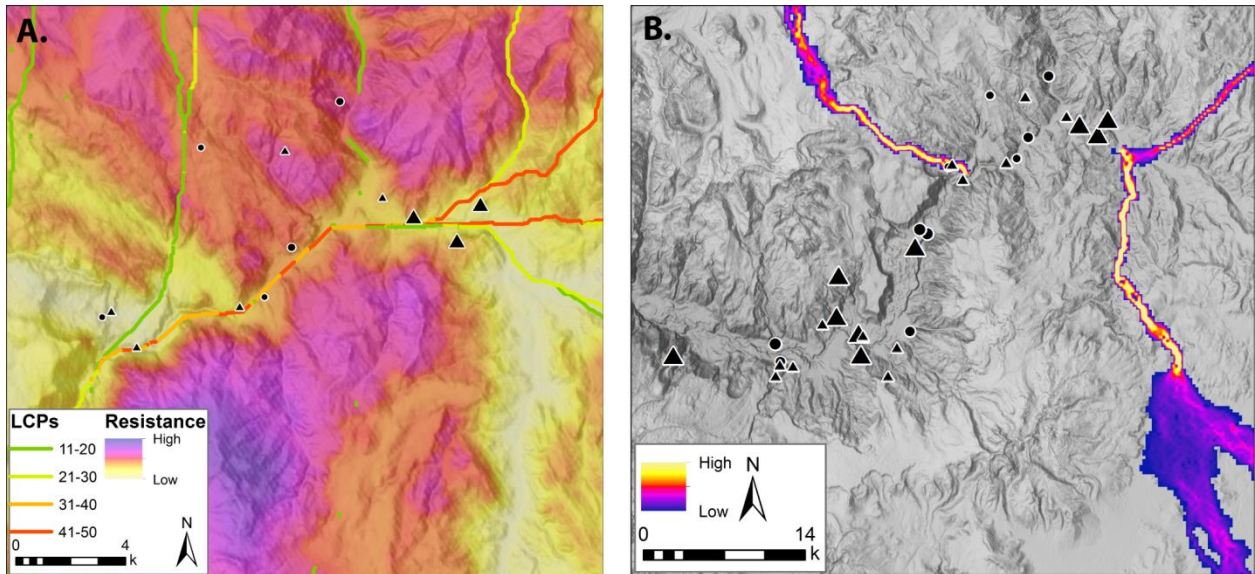 A.
LCPs Resistance
11-20 High
21-30 Low
31-40
41-50
N
0 4
k
B.
High
Low
N
0 14
k